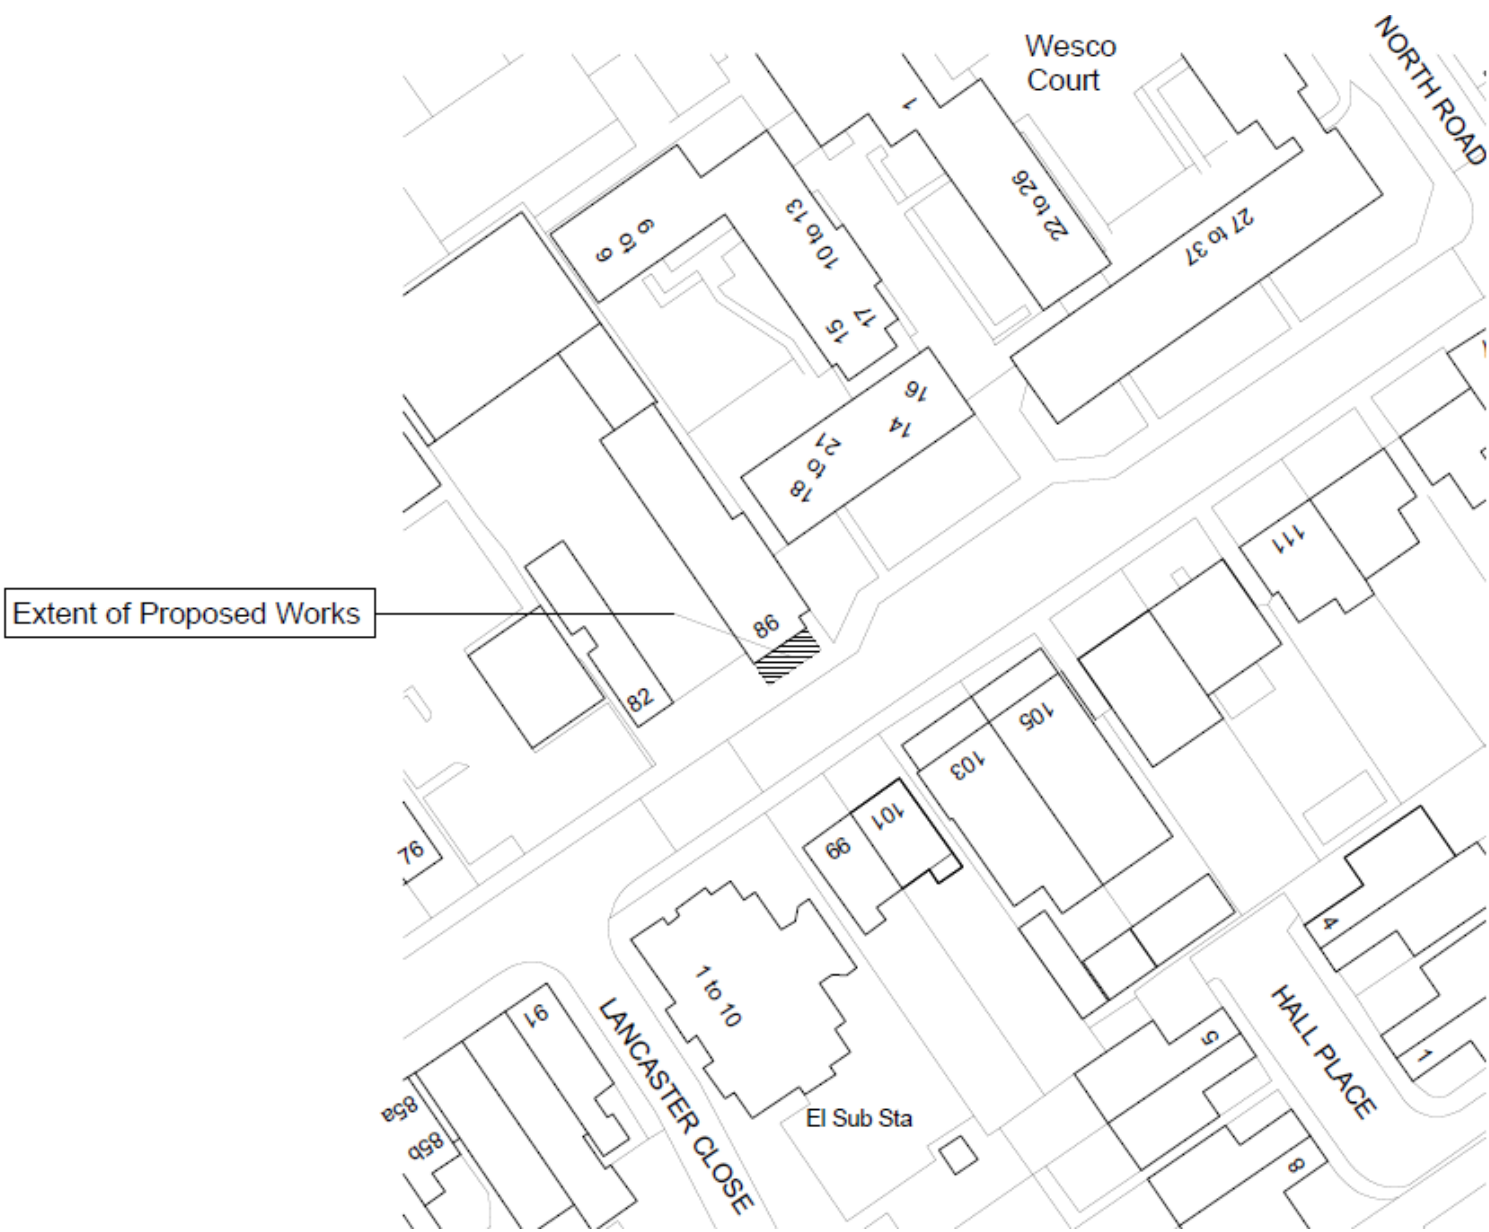 Wesco
Court
NORTH ROAD
1
22 to 26
27 to 37
10 to 13
6 to 9
17
15
16
14
18 to 21
111
Extent of Proposed Works
86
82
105
103
101
99
76
4
1 to 10
91
LANCASTER CLOSE
HALL PLACE
5
1
85a
85b
El Sub Sta
8